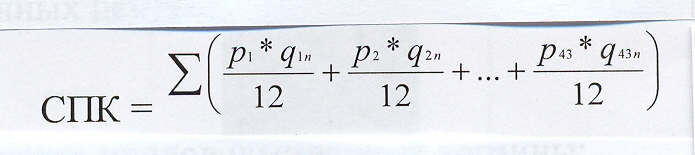 СПК = ∑(p₁ * q₁ₙ / 12 + p₂ * q₂ₙ / 12 + ... + p₄₃ * q₄₃ₙ / 12)